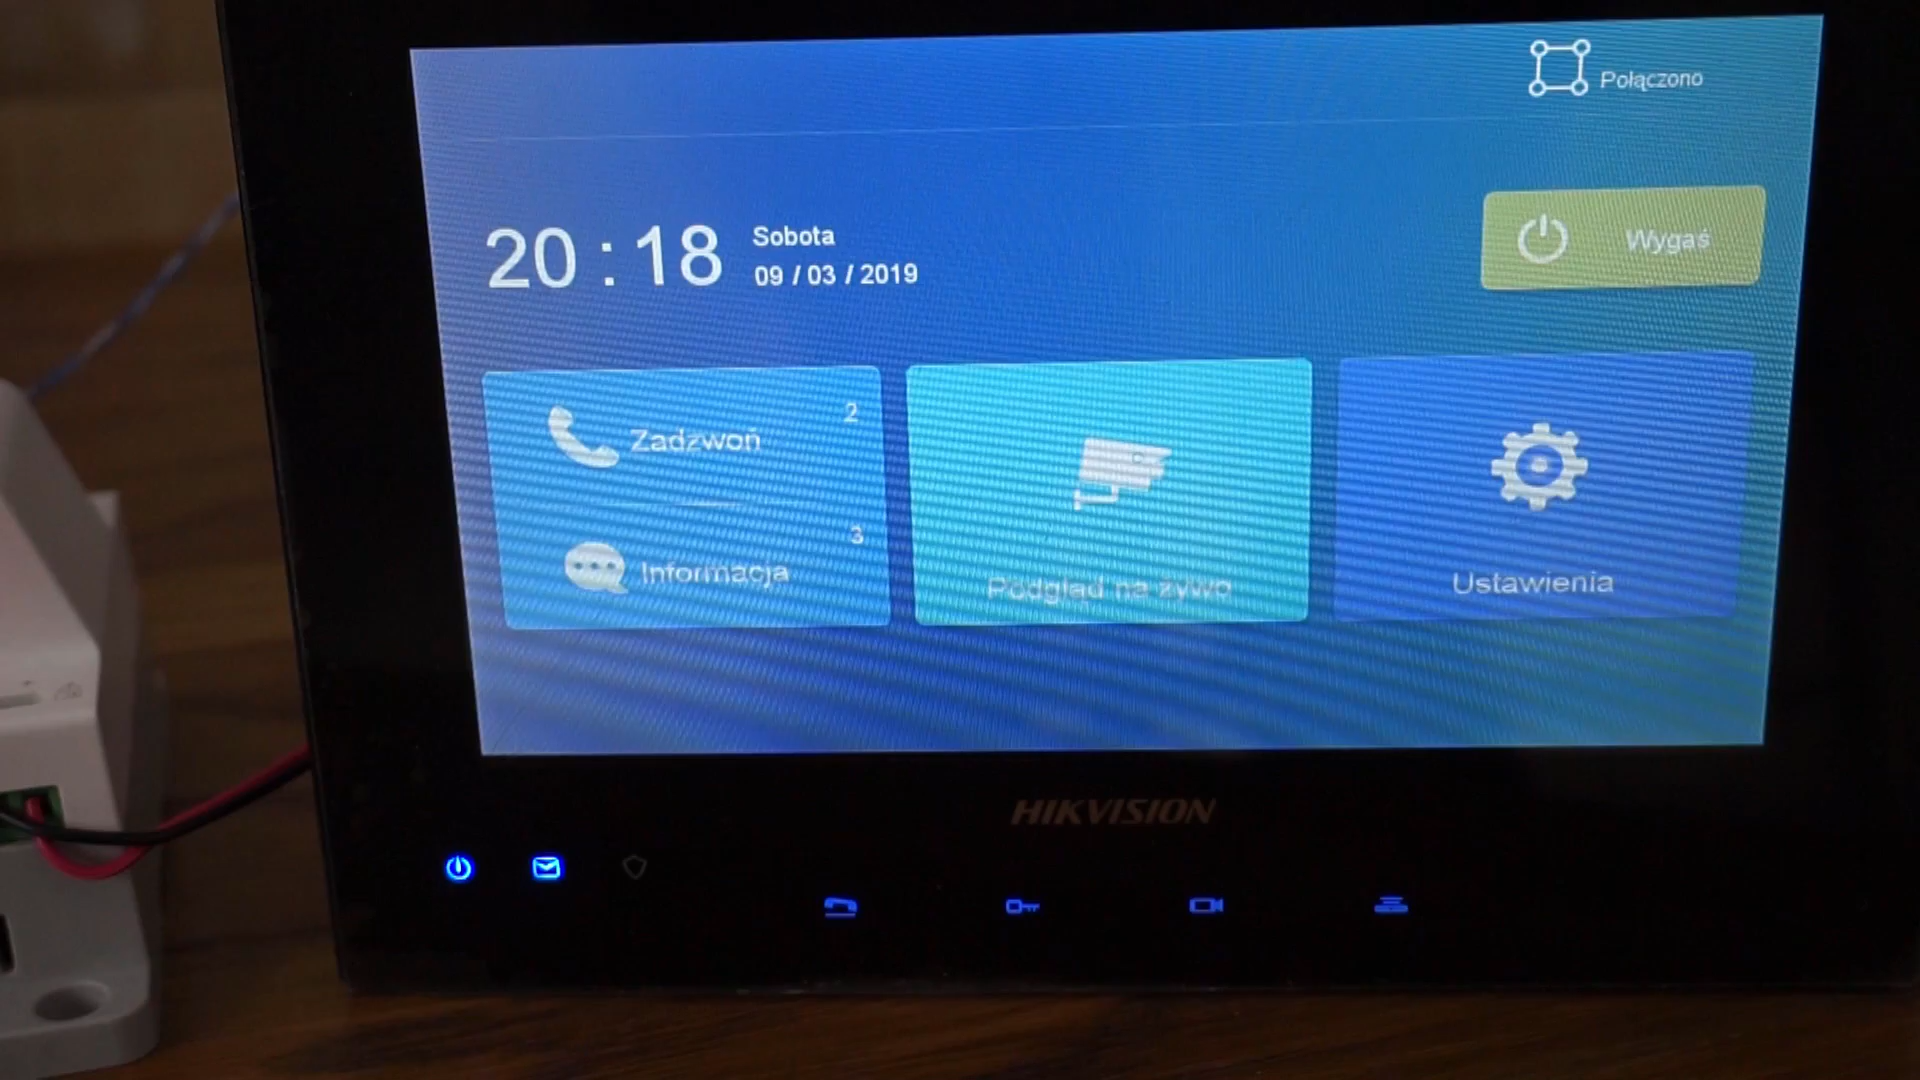 Połączono
20 : 18
Sobota
09 / 03 / 2019
Wygaś
Zadzwoń
2
Informacja
3
Podgląd na żywo
Ustawienia
HIKVISION